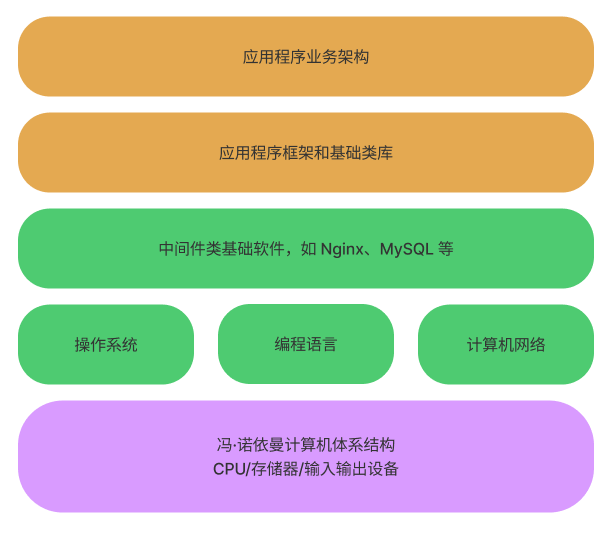 应用程序业务架构
应用程序框架和基础类库
中间件类基础软件，如 Nginx、MySQL 等
操作系统
编程语言
计算机网络
冯·诺依曼计算机体系结构
CPU/存储器/输入输出设备